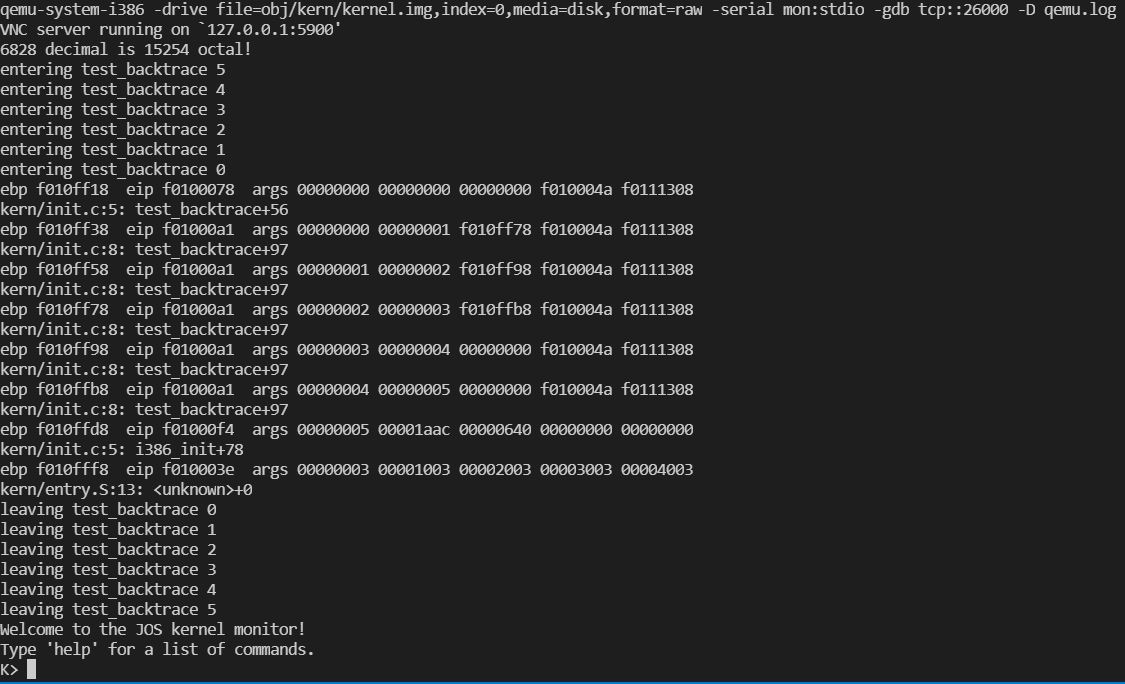 qemu-system-i386 -drive file=obj/kern/kernel.img,index=0,media=disk,format=raw -serial mon:stdio -gdb tcp::26000 -D qemu.log
VNC server running on `127.0.0.1:5900'
6828 decimal is 15254 octal!
entering test_backtrace 5
entering test_backtrace 4
entering test_backtrace 3
entering test_backtrace 2
entering test_backtrace 1
entering test_backtrace 0
ebp f010ff18  eip f0100078  args 00000000 00000000 00000000 f010004a f0111308
kern/init.c:5: test_backtrace+56
ebp f010ff38  eip f01000a1  args 00000000 00000001 f010ff78 f010004a f0111308
kern/init.c:8: test_backtrace+97
ebp f010ff58  eip f01000a1  args 00000001 00000002 f010ff98 f010004a f0111308
kern/init.c:8: test_backtrace+97
ebp f010ff78  eip f01000a1  args 00000002 00000003 f010ffb8 f010004a f0111308
kern/init.c:8: test_backtrace+97
ebp f010ff98  eip f01000a1  args 00000003 00000004 00000000 f010004a f0111308
kern/init.c:8: test_backtrace+97
ebp f010ffb8  eip f01000a1  args 00000004 00000005 00000000 f010004a f0111308
kern/init.c:8: test_backtrace+97
ebp f010ffd8  eip f01000f4  args 00000005 00001aac 00000640 00000000 00000000
kern/init.c:5: i386_init+78
ebp f010fff8  eip f010003e  args 00000003 00001003 00002003 00003003 00004003
kern/entry.S:13: <unknown>+0
leaving test_backtrace 0
leaving test_backtrace 1
leaving test_backtrace 2
leaving test_backtrace 3
leaving test_backtrace 4
leaving test_backtrace 5
Welcome to the JOS kernel monitor!
Type 'help' for a list of commands.
K>